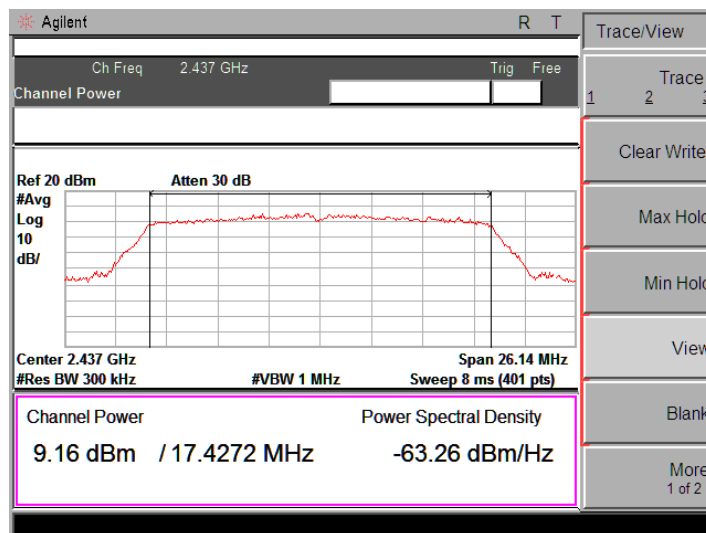 Agilent R T
Ch Freq 2.437 GHz Trig Free
Channel Power
Ref 20 dBm Atten 30 dB
#Avg
Log
10
dB/
Center 2.437 GHz Span 26.14 MHz
#Res BW 300 kHz #VBW 1 MHz Sweep 8 ms (401 pts)
Channel Power Power Spectral Density
9.16 dBm / 17.4272 MHz -63.26 dBm/Hz
Trace/View
Trace
1 2
Clear Write
Max Hold
Min Hold
View
Blank
More
1 of 2